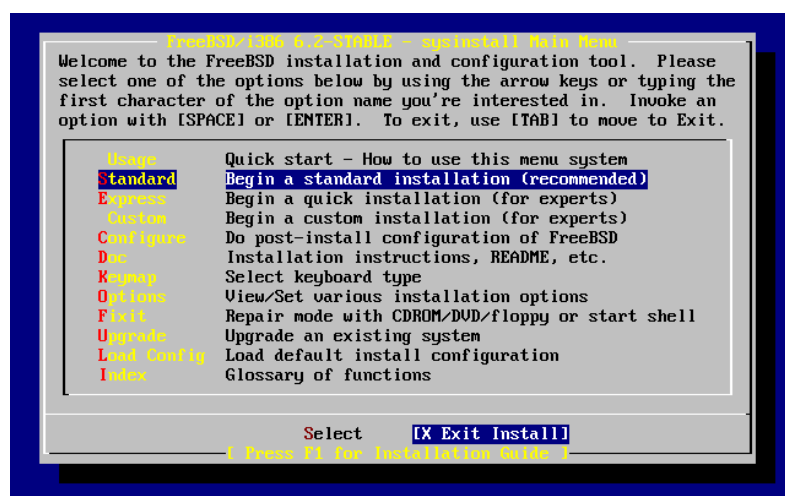 FreeBSD/i386 6.2-STABLE - sysinstall Main Menu
Welcome to the FreeBSD installation and configuration tool.  Please
select one of the options below by using the arrow keys or typing the
first character of the option name you're interested in.  Invoke an
option with [SPACE] or [ENTER].  To exit, use [TAB] to move to Exit.
Usage Quick start - How to use this menu system
Standard Begin a standard installation (recommended)
Express Begin a quick installation (for experts)
Custom Begin a custom installation (for experts)
Configure Do post-install configuration of FreeBSD
Doc Installation instructions, README, etc.
Keymap Select keyboard type
Options View/Set various installation options
Fixit Repair mode with CDROM/DVD/floppy or start shell
Upgrade Upgrade an existing system
Load Config Load default install configuration
Index Glossary of functions
Select [X Exit Install]
[ Press F1 for Installation Guide ]